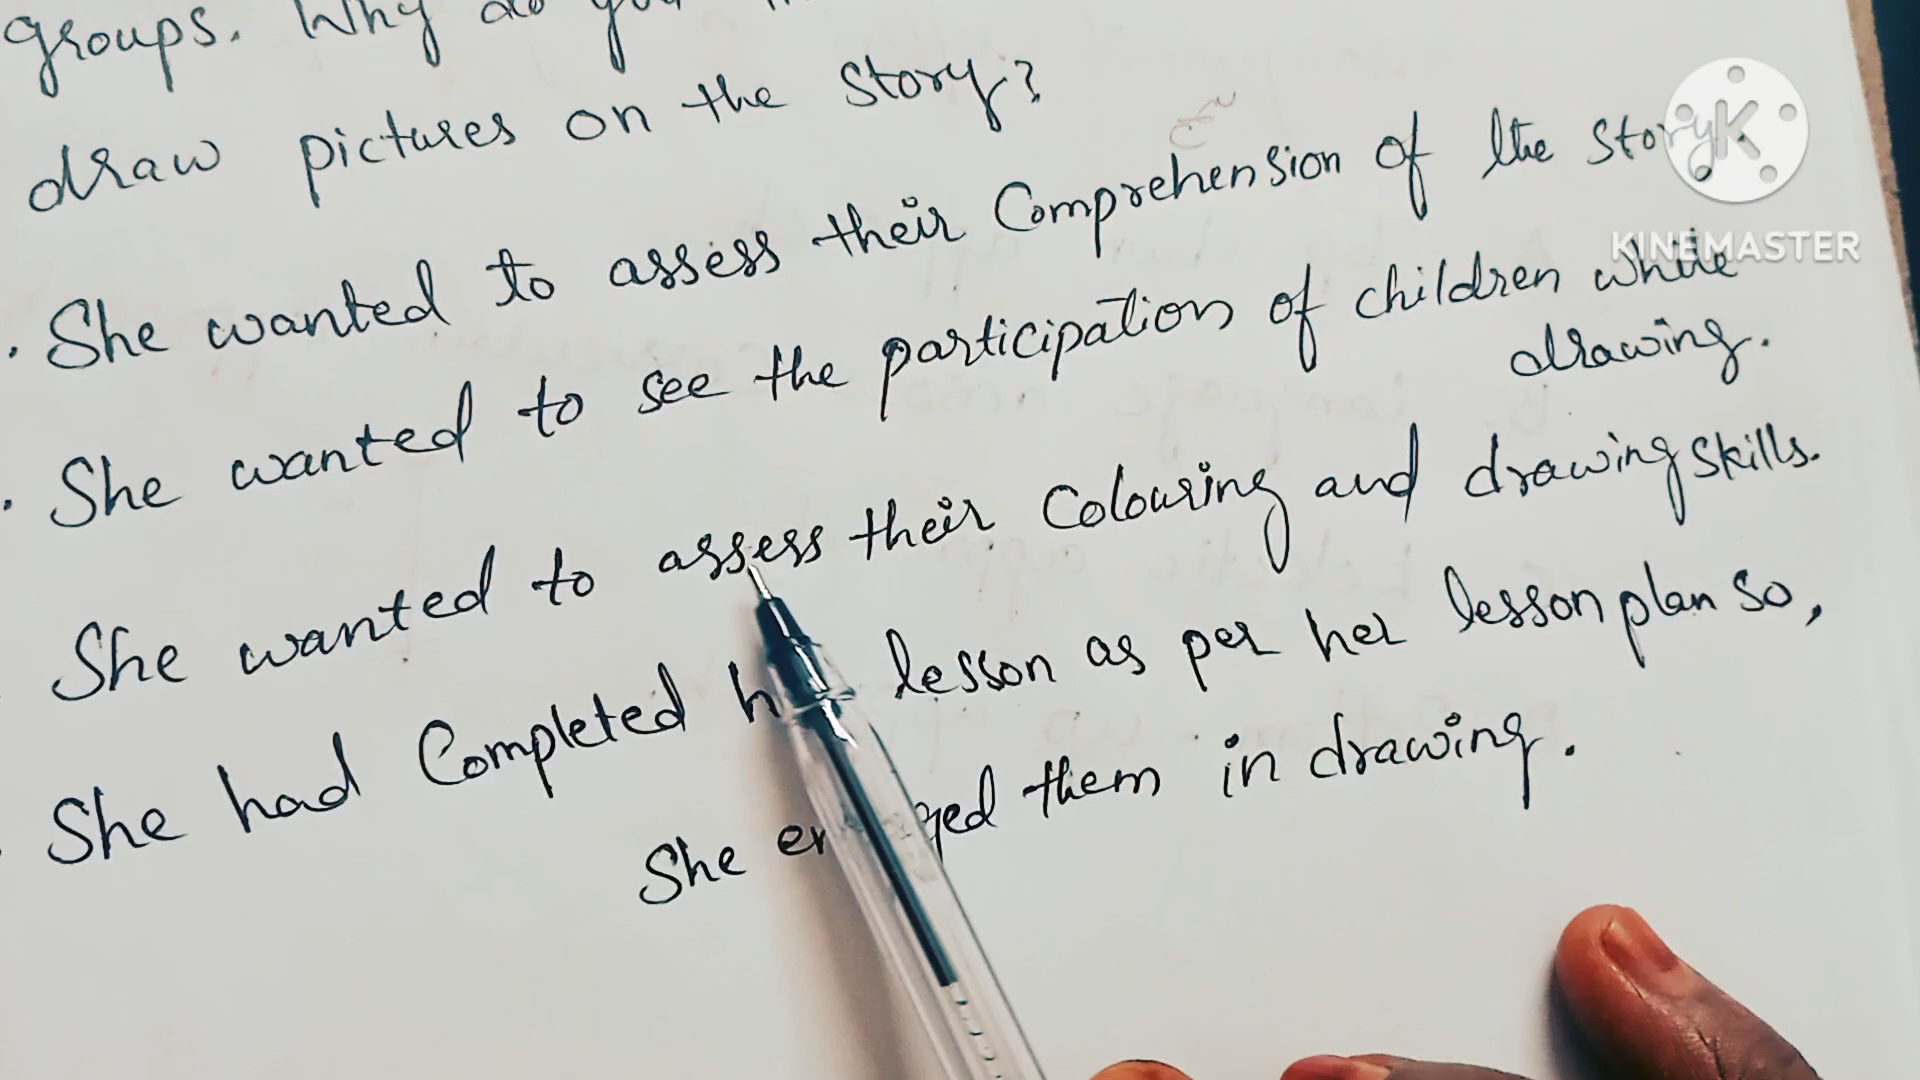 groups. Why do you
draw pictures on the Story?
. She wanted to assess their Comprehension of the story
KINEMASTER
. She wanted to see the participation of children while
drawing.
She wanted to assess their Colouring and drawing skills.
She had Completed lesson as per her lesson plan so,
She them in drawing.